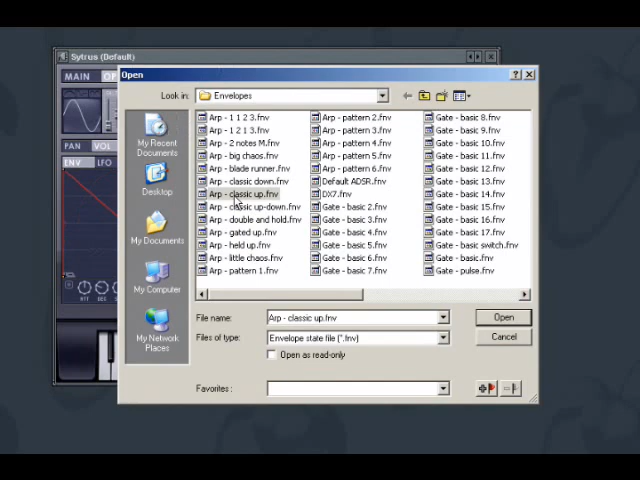 Sytrus (Default)
MAIN
Open
Look in:
Envelopes
My Recent
Documents
Desktop
My Documents
My Computer
My Network
Places
Arp - 1 1 2 3.fnv
Arp - 1 2 1 3.fnv
Arp - 2 notes M.fnv
Arp - big chaos.fnv
Arp - blade runner.fnv
Arp - classic down.fnv
Arp - classic up.fnv
Arp - classic up-down.fnv
Arp - double and hold.fnv
Arp - gated up.fnv
Arp - held up.fnv
Arp - little chaos.fnv
Arp - pattern 1.fnv
Arp - pattern 2.fnv
Arp - pattern 3.fnv
Arp - pattern 4.fnv
Arp - pattern 5.fnv
Arp - pattern 6.fnv
Default ADSR.fnv
DX7.fnv
Gate - basic 2.fnv
Gate - basic 3.fnv
Gate - basic 4.fnv
Gate - basic 5.fnv
Gate - basic 6.fnv
Gate - basic 7.fnv
Gate - basic 8.fnv
Gate - basic 9.fnv
Gate - basic 10.fnv
Gate - basic 11.fnv
Gate - basic 12.fnv
Gate - basic 13.fnv
Gate - basic 14.fnv
Gate - basic 15.fnv
Gate - basic 16.fnv
Gate - basic 17.fnv
Gate - basic switch.fnv
Gate - pulse.fnv
File name:
Arp - classic up.fnv
Open
Files of type:
Envelope state file (*.fnv)
Cancel
Open as read-only
Favorites :
PAN VOL
ENV LFO
ATT